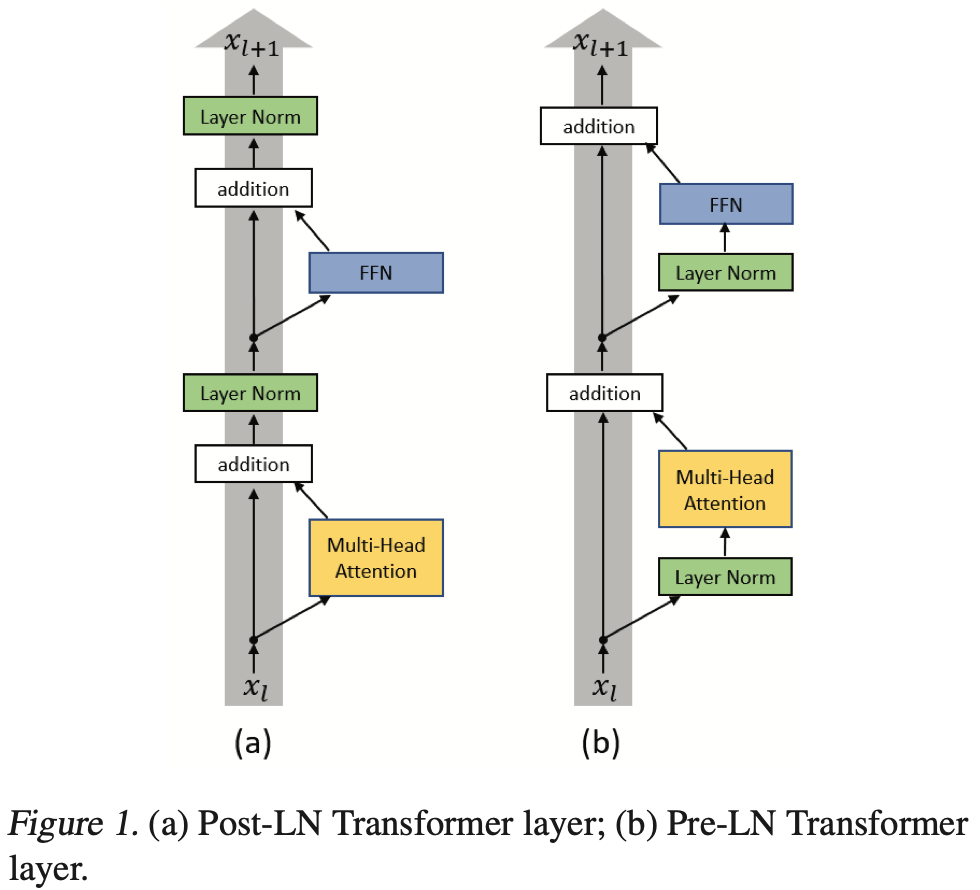 x_{l+1}
Layer Norm
addition
FFN
Layer Norm
addition
Multi-Head
Attention
x_l
(a)
x_{l+1}
addition
FFN
Layer Norm
addition
Multi-Head
Attention
Layer Norm
x_l
(b)
Figure 1. (a) Post-LN Transformer layer; (b) Pre-LN Transformer
layer.